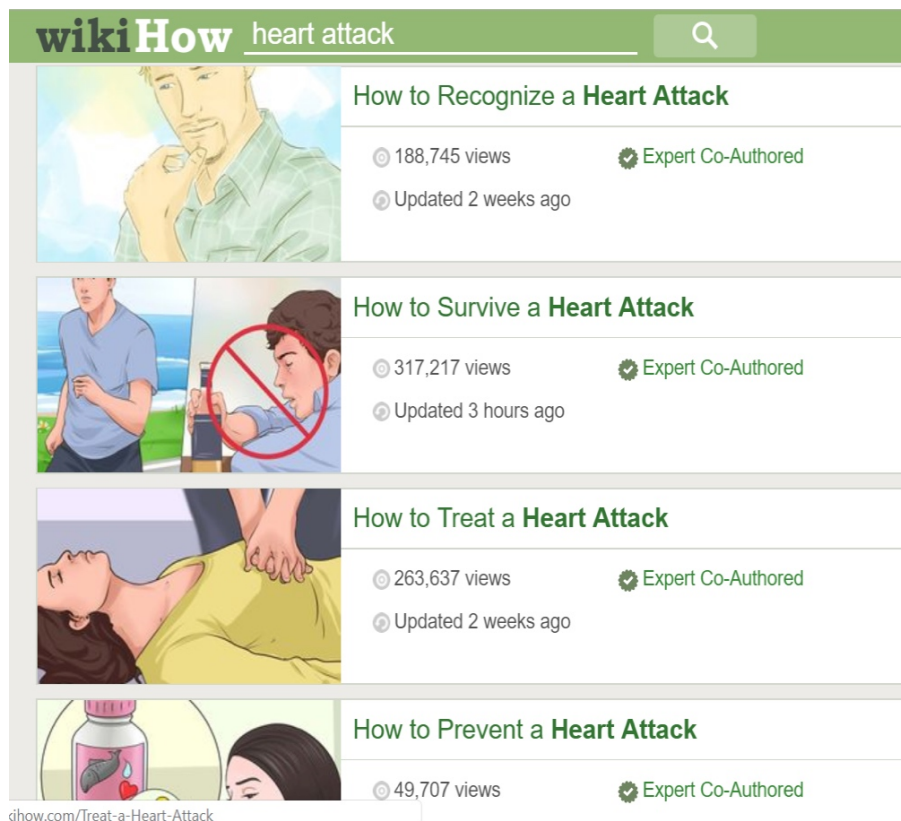 wikiHow heart attack
How to Recognize a Heart Attack
188,745 views Expert Co-Authored
Updated 2 weeks ago
How to Survive a Heart Attack
317,217 views Expert Co-Authored
Updated 3 hours ago
How to Treat a Heart Attack
263,637 views Expert Co-Authored
Updated 2 weeks ago
How to Prevent a Heart Attack
49,707 views Expert Co-Authored
kihow.com/Treat-a-Heart-Attack